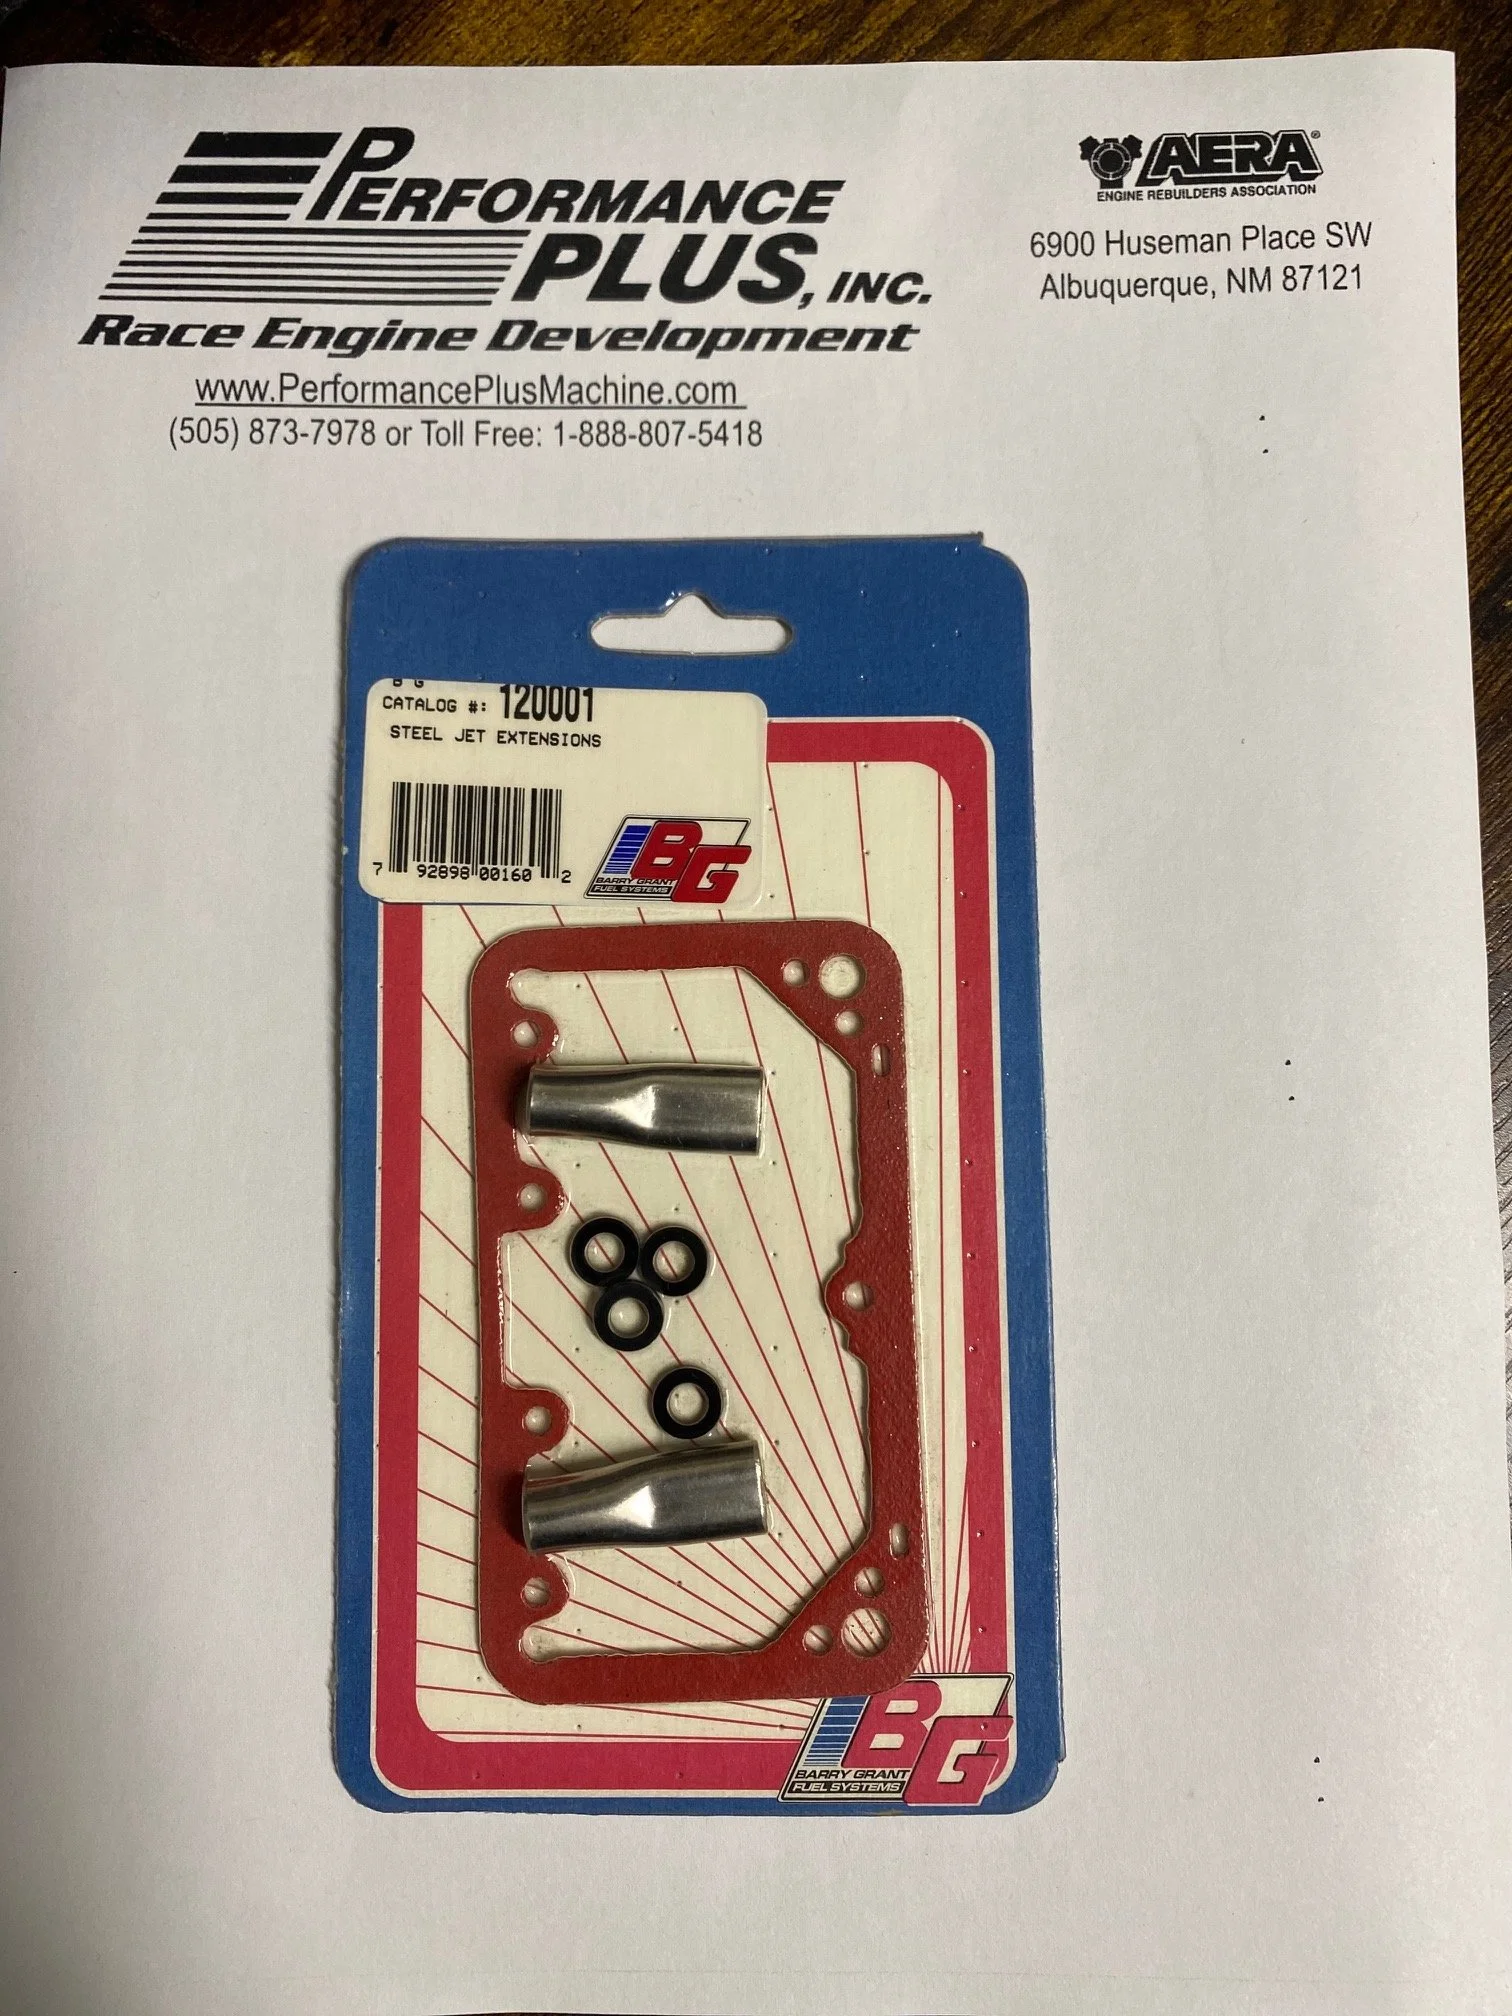 PERFORMANCE
PLUS, INC.
Race Engine Development
www.PerformancePlusMachine.com
(505) 873-7978 or Toll Free: 1-888-807-5418
AERA®
ENGINE REBUILDERS ASSOCIATION
6900 Huseman Place SW
Albuquerque, NM 87121
B G
CATALOG #: 120001
STEEL JET EXTENSIONS
7 92898 00160 2
BG
BARRY GRANT
FUEL SYSTEMS
BG
BARRY GRANT
FUEL SYSTEMS